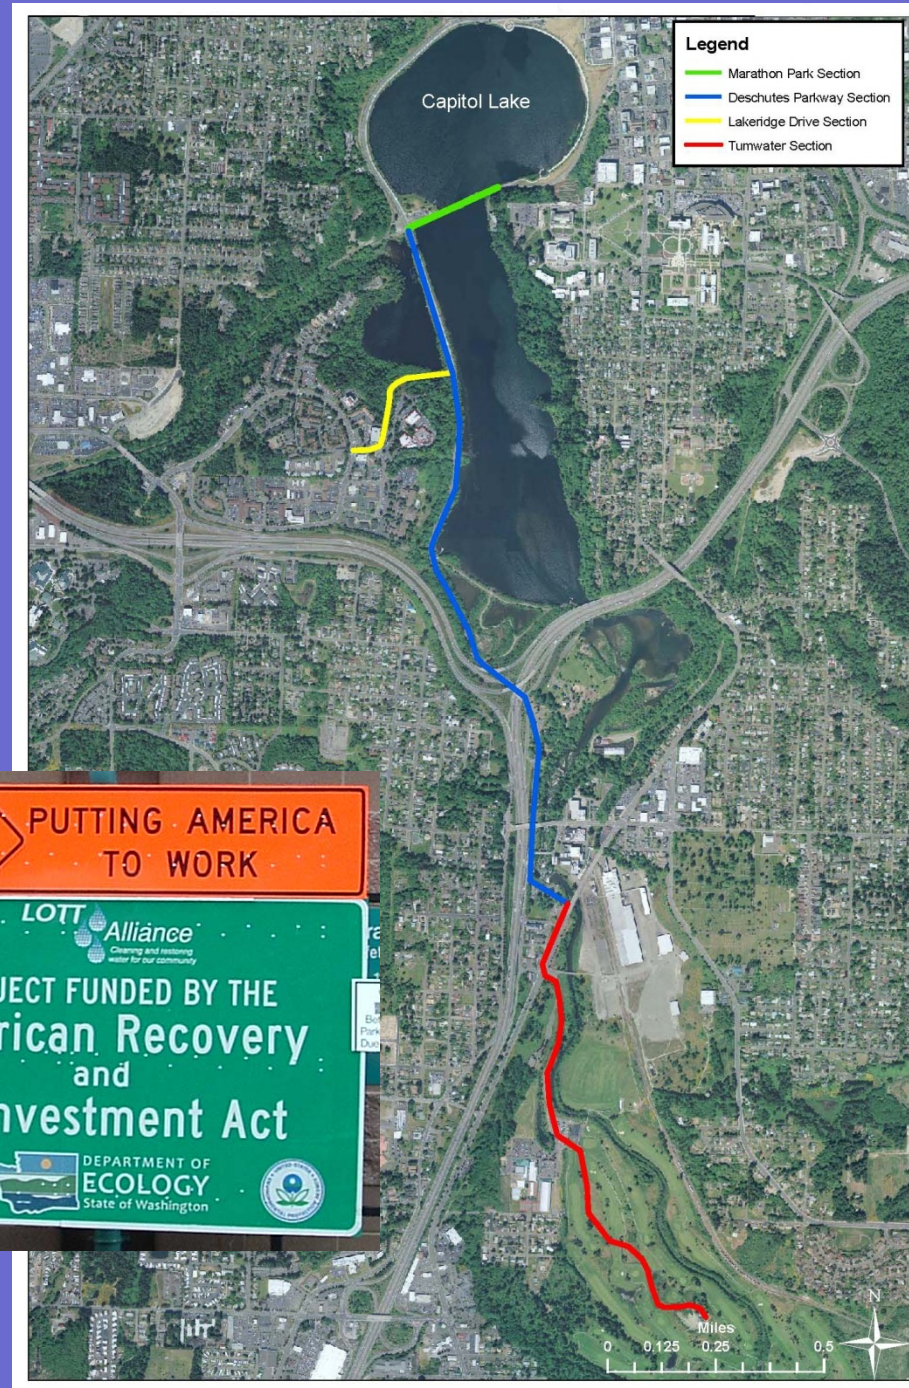 Legend
Marathon Park Section
Deschutes Parkway Section
Lakeridge Drive Section
Tumwater Section
Capitol Lake
PUTTING AMERICA
TO WORK
LOTT Alliance
Cleaning and restoring
water for our community
JECT FUNDED BY THE
rican Recovery
and
nvestment Act
DEPARTMENT OF
ECOLOGY
State of Washington
N
Miles
0 0.125 0.25 0.5